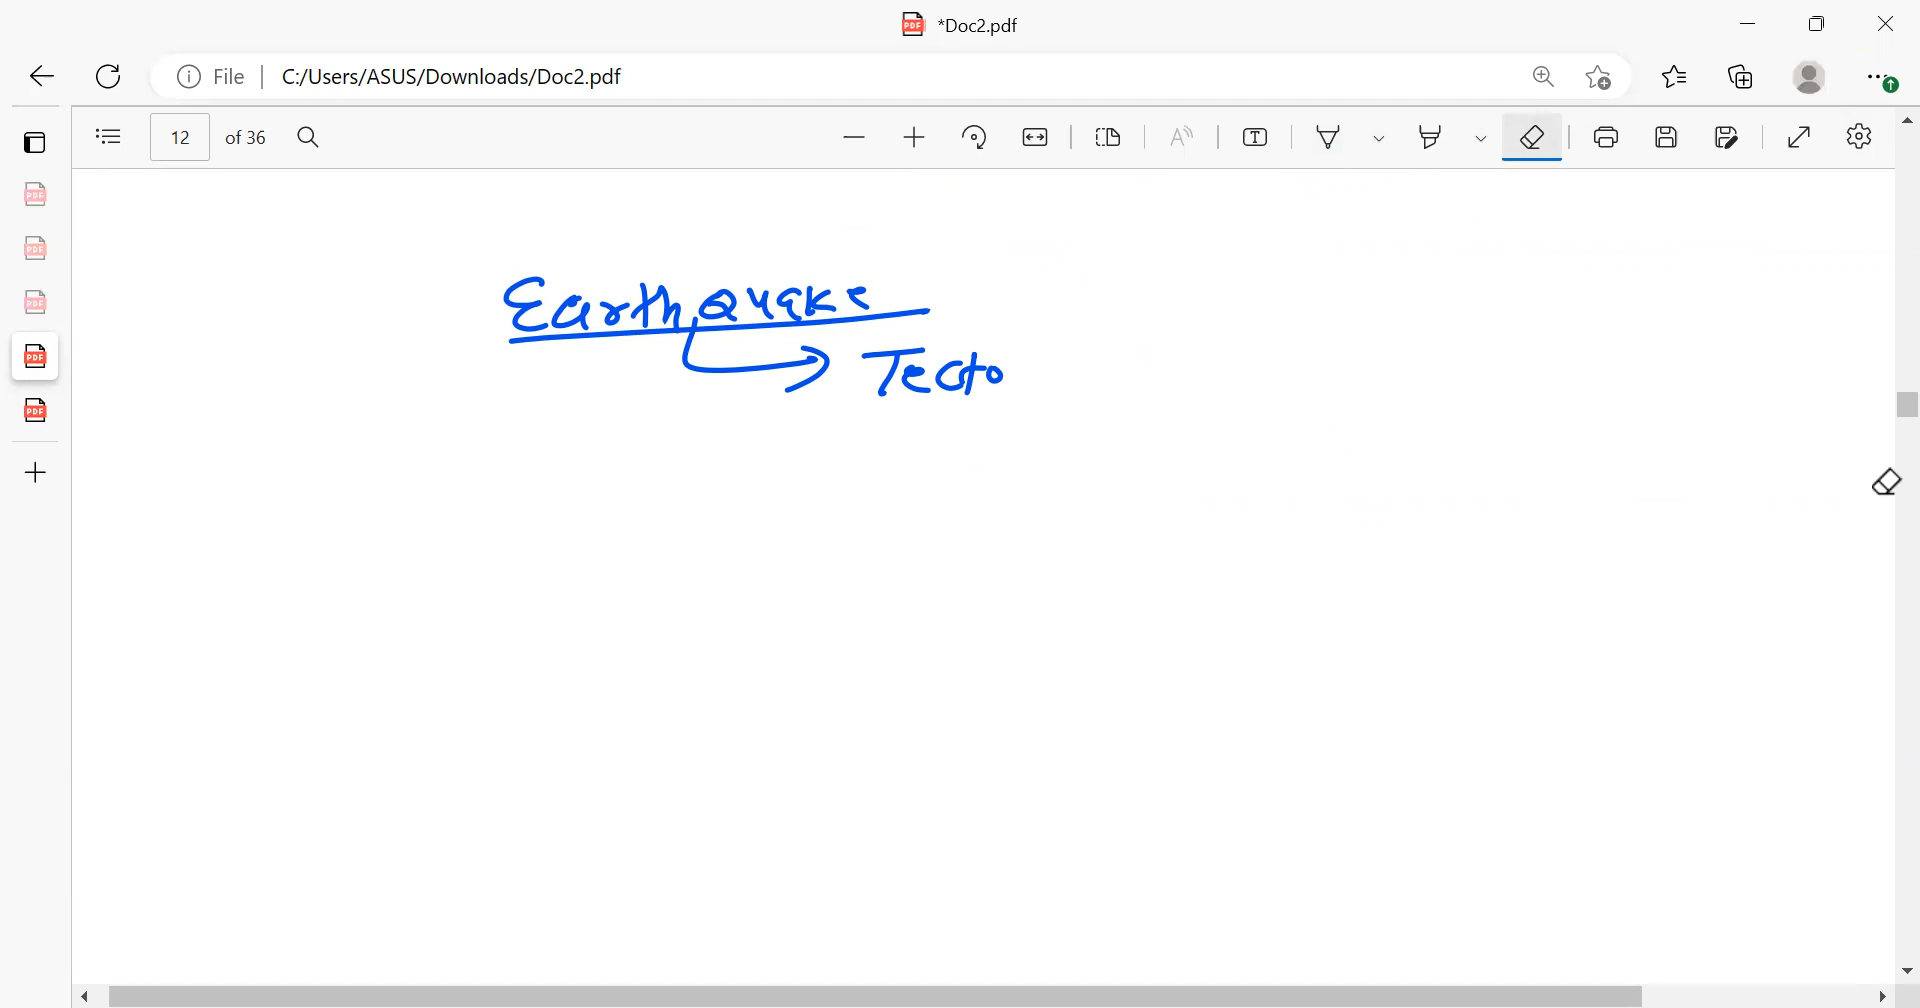 *Doc2.pdf
File C:/Users/ASUS/Downloads/Doc2.pdf
12 of 36
Earthquake
Tecto